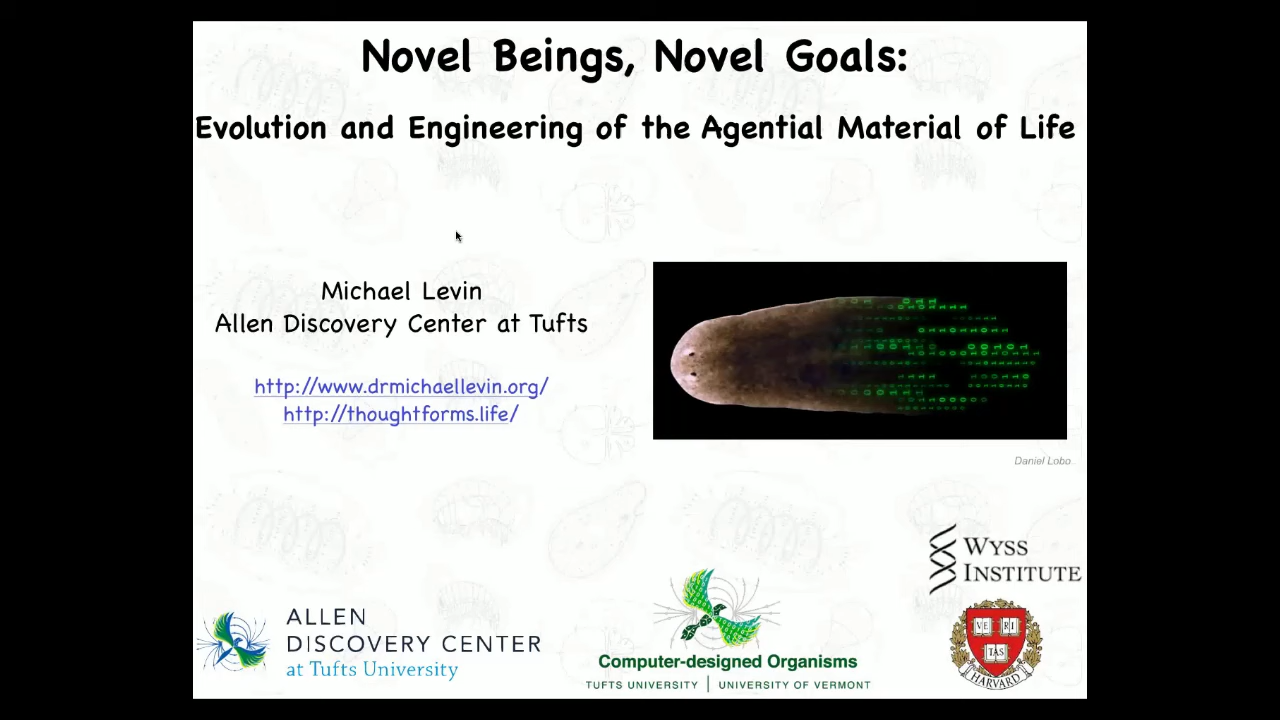 Novel Beings, Novel Goals:
Evolution and Engineering of the Agential Material of Life
Michael Levin
Allen Discovery Center at Tufts
http://www.drmichaellevin.org/
http://thoughtforms.life/
Daniel Lobo
WYSS
INSTITUTE
ALLEN
DISCOVERY CENTER
at Tufts University
Computer-designed Organisms
TUFTS UNIVERSITY | UNIVERSITY OF VERMONT
VE RI
TAS
HARVARD